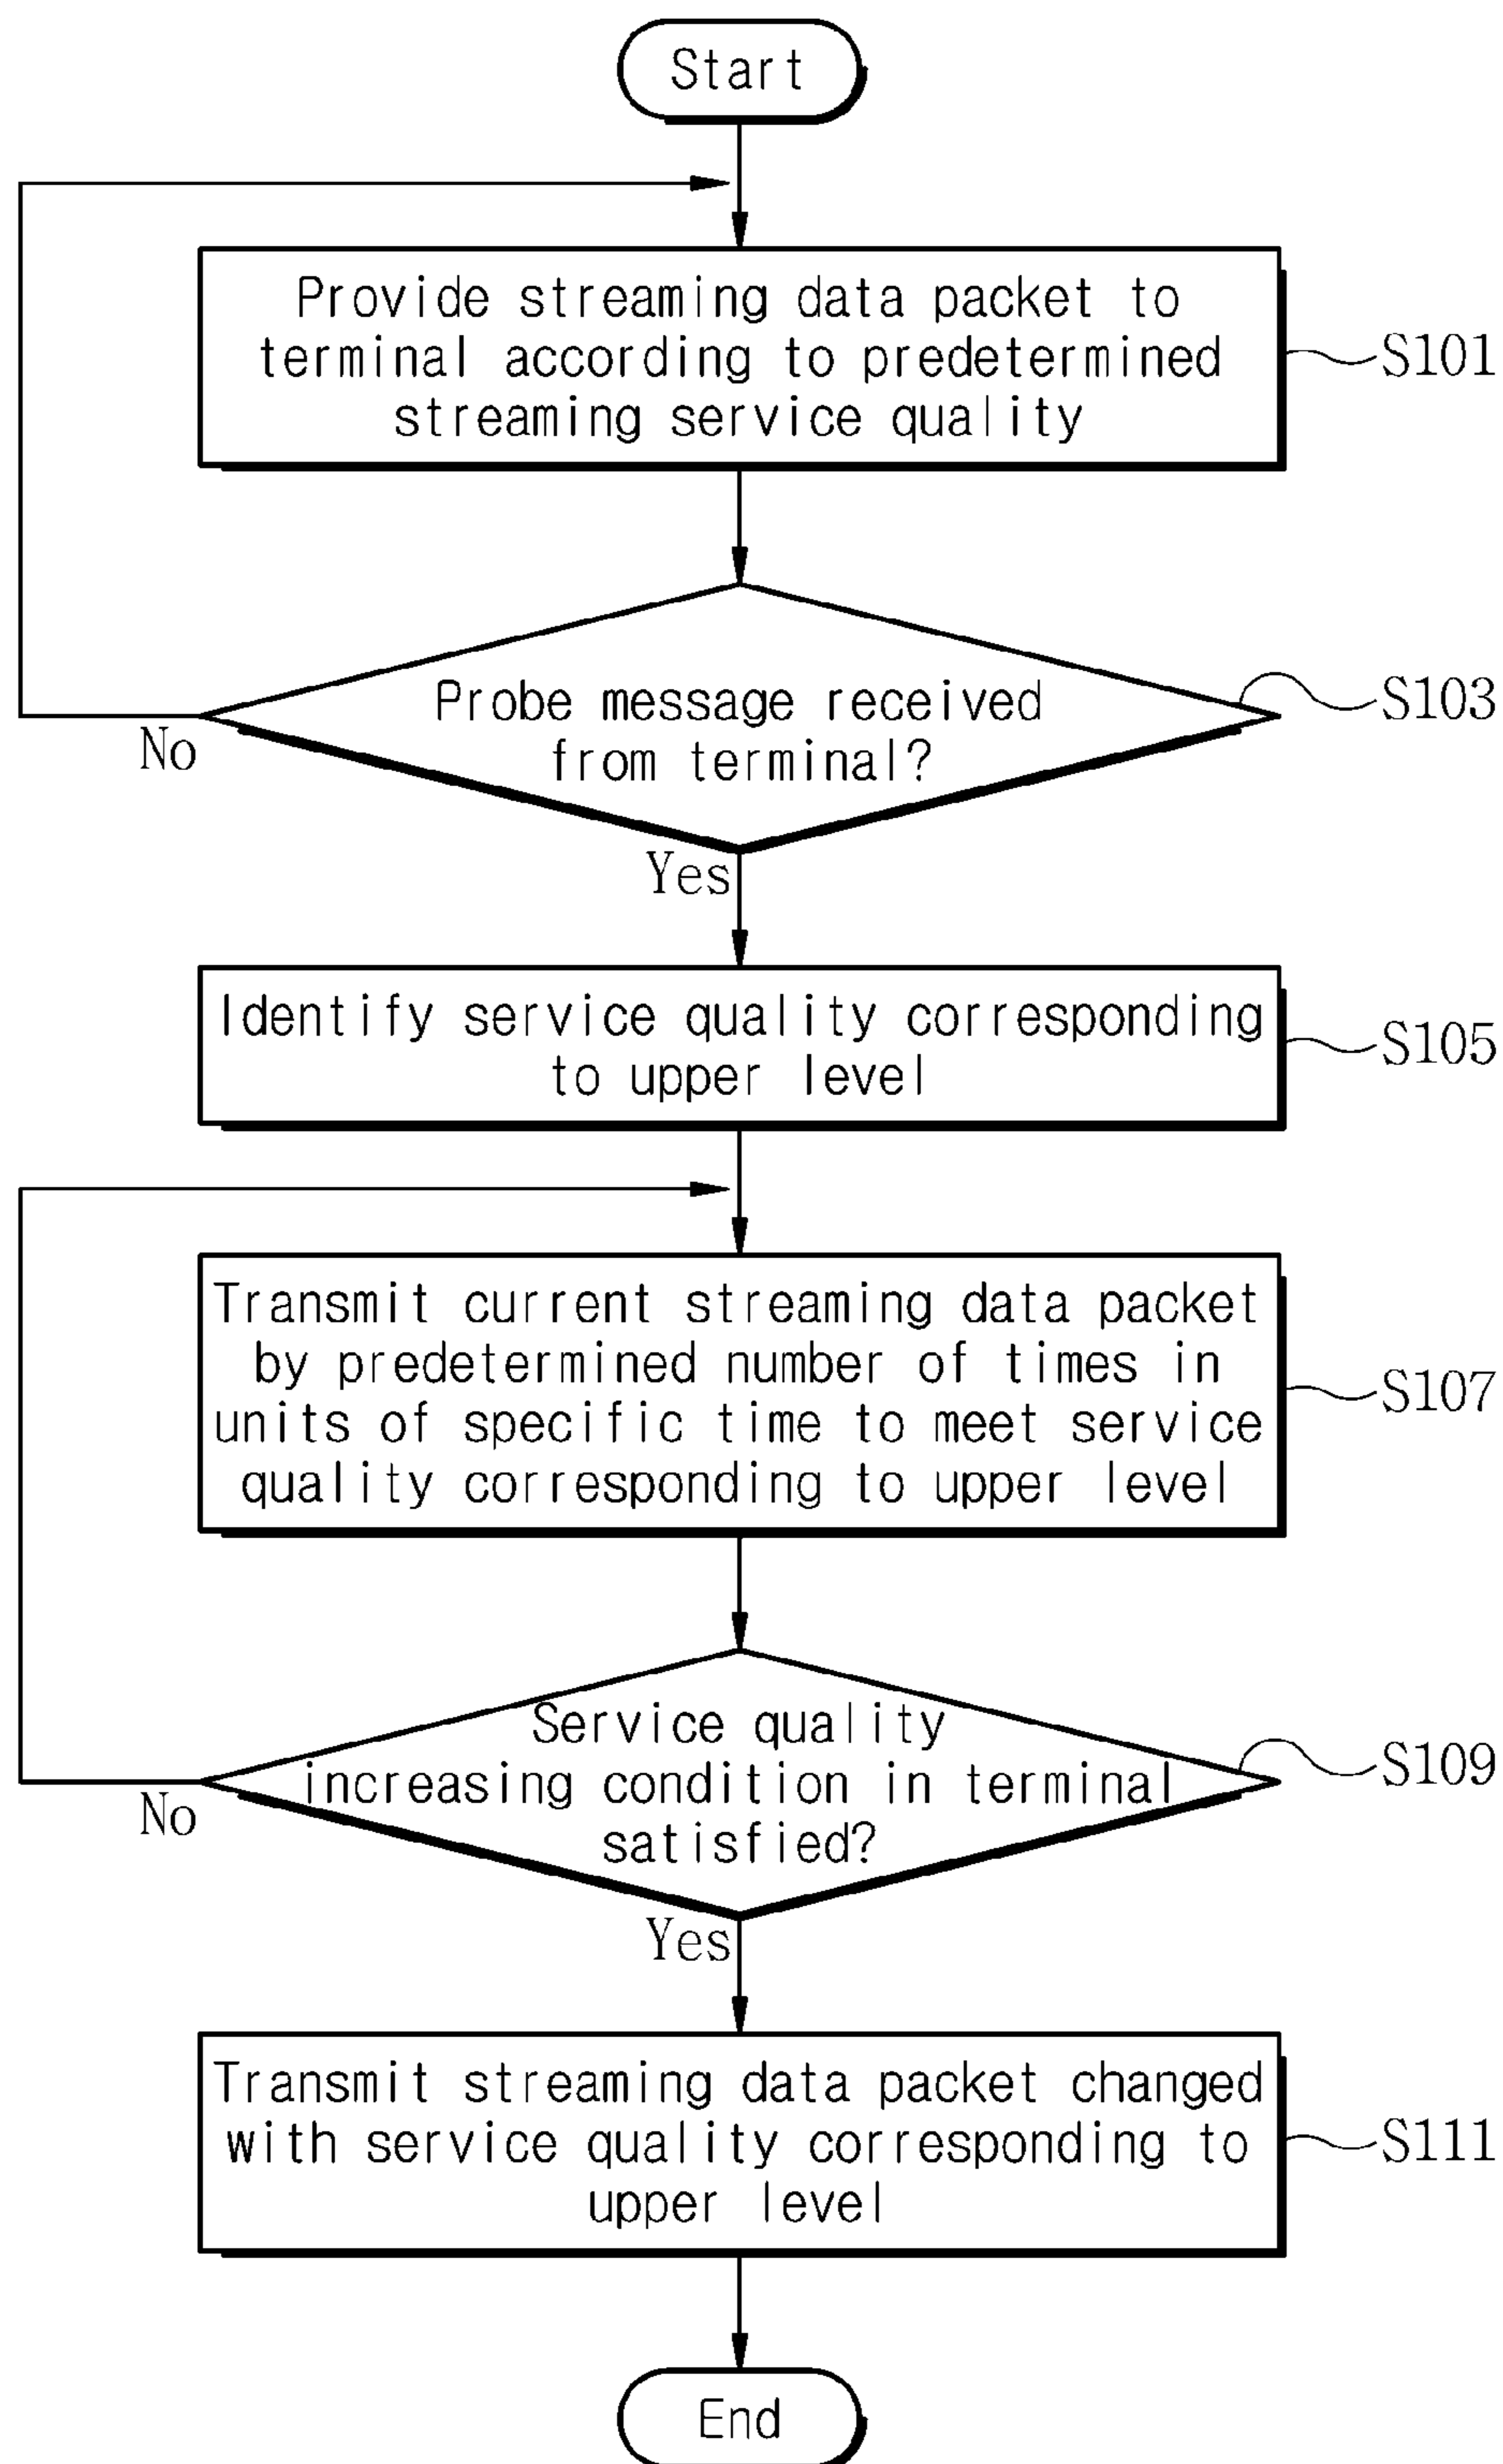 Start
Provide streaming data packet to
terminal according to predetermined
streaming service quality
S101
Probe message received
from terminal?
S103
No
Yes
Identify service quality corresponding
to upper level
S105
Transmit current streaming data packet
by predetermined number of times in
units of specific time to meet service
quality corresponding to upper level
S107
Service quality
increasing condition in terminal
satisfied?
S109
No
Yes
Transmit streaming data packet changed
with service quality corresponding to
upper level
S111
End